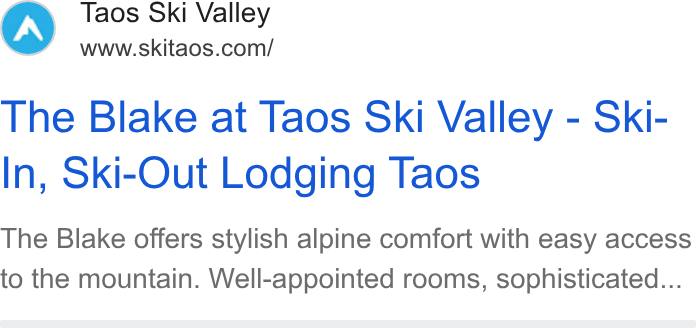 Taos Ski Valley
www.skitaos.com/
The Blake at Taos Ski Valley - Ski-
In, Ski-Out Lodging Taos
The Blake offers stylish alpine comfort with easy access
to the mountain. Well-appointed rooms, sophisticated...